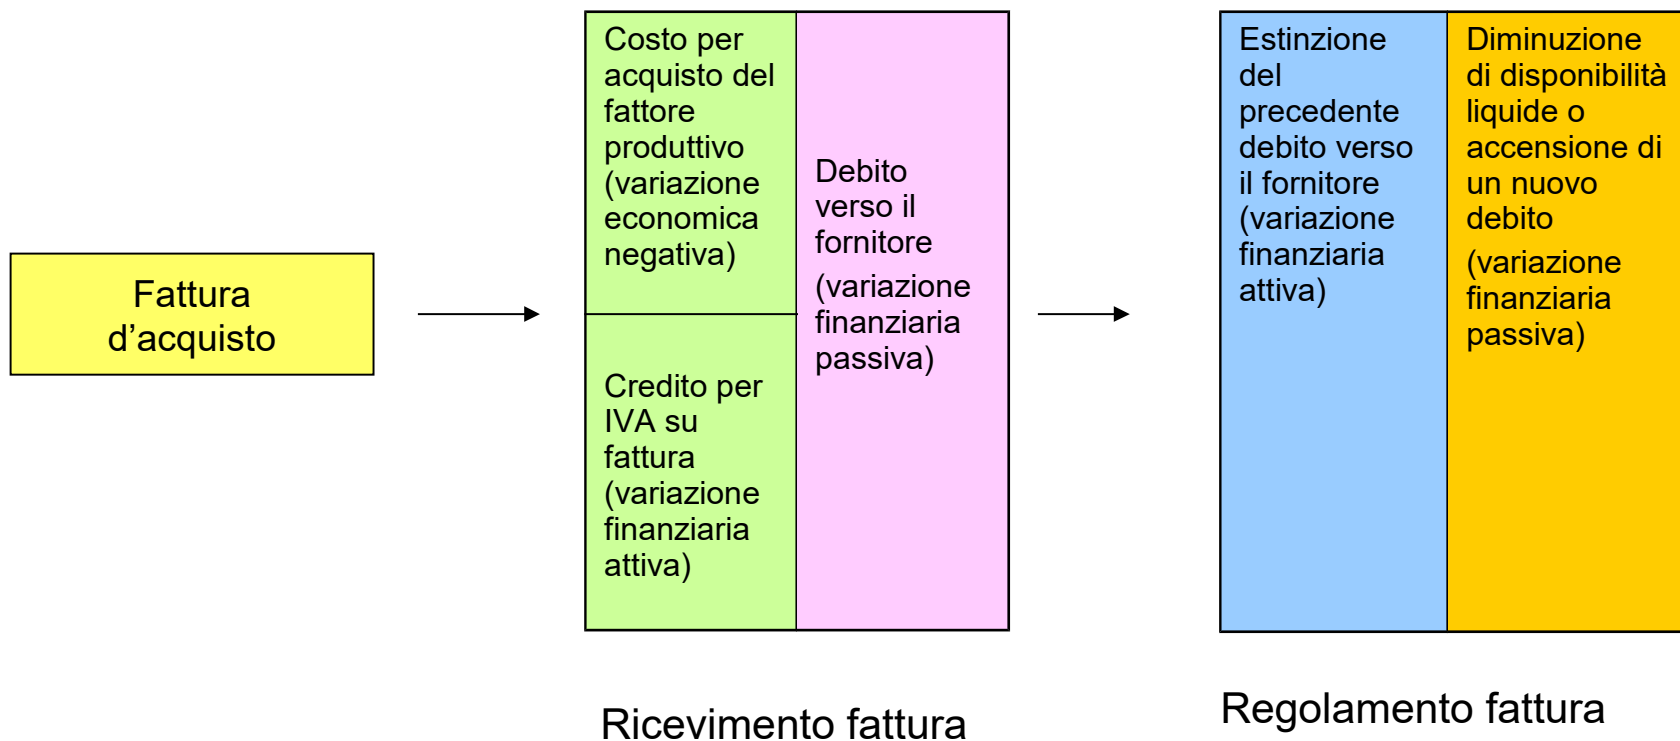 Fattura
d’acquisto
Costo per
acquisto del
fattore
produttivo
(variazione
economica
negativa)
Credito per
IVA su
fattura
(variazione
finanziaria
attiva)
Debito
verso il
fornitore
(variazione
finanziaria
passiva)
Ricevimento fattura
Estinzione
del
precedente
debito verso
il fornitore
(variazione
finanziaria
attiva)
Diminuzione
di disponibilità
liquide o
accensione di
un nuovo
debito
(variazione
finanziaria
passiva)
Regolamento fattura